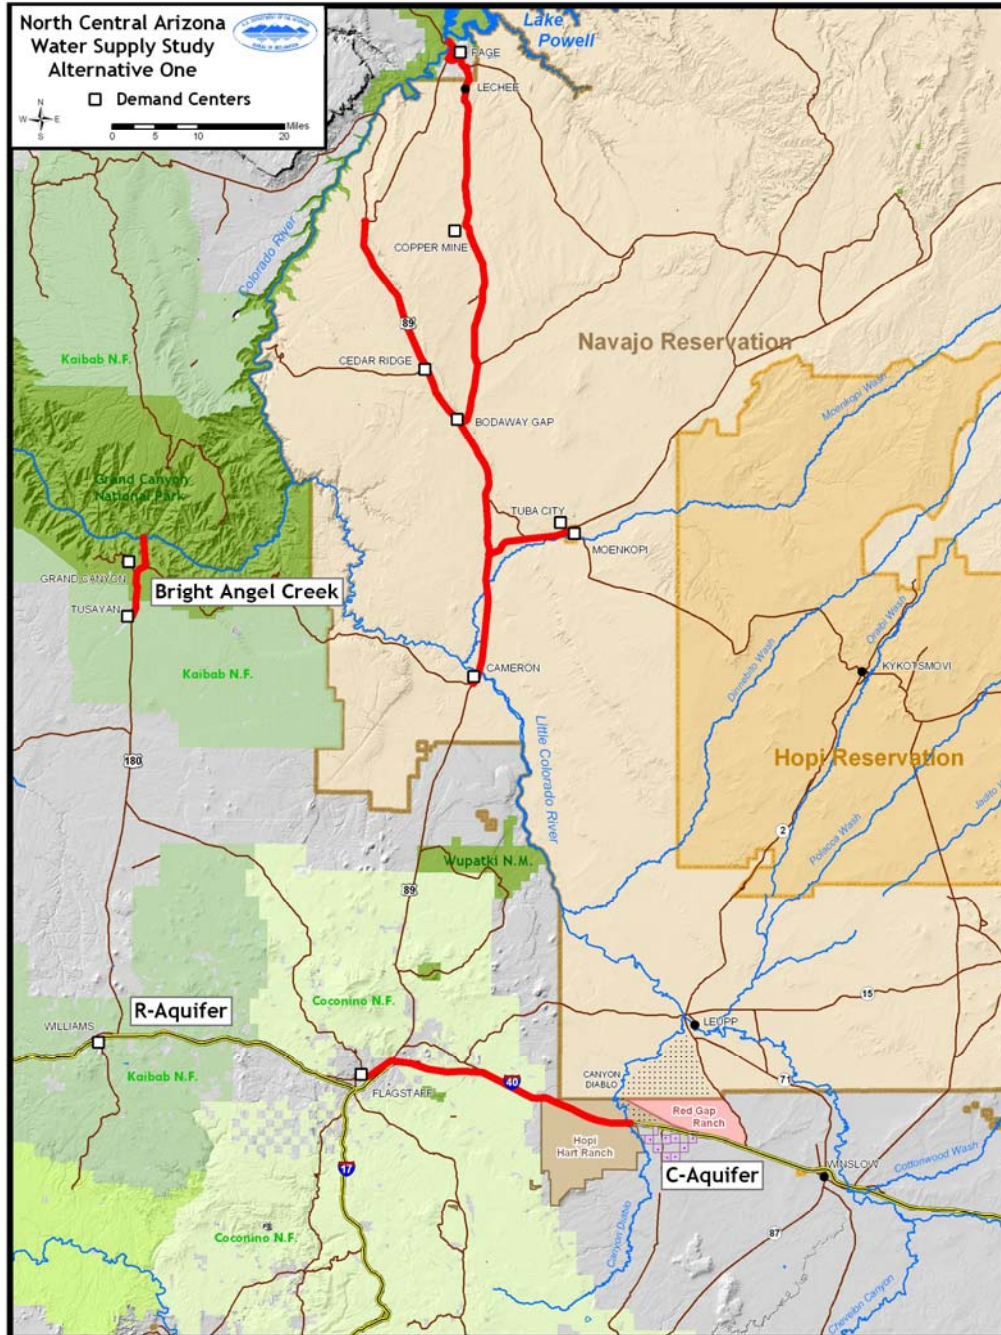 North Central Arizona
Water Supply Study
Alternative One
Demand Centers
N
W E
S
0 5 10 20 Miles
Lake
Powell
PAGE
LECHEE
Colorado River
COPPER MINE
89
Navajo Reservation
Kaibab N.F.
CEDAR RIDGE
Moenkopi Wash
BODAWAY GAP
Grand Canyon
National Park
TUBA CITY
MOENKOPI
GRAND CANYON
Bright Angel Creek
TUSAYAN
Oraibi Wash
Kaibab N.F.
CAMERON
Dinnebito Wash
KYKOTSMOVI
Little Colorado River
180
Hopi Reservation
Jadito
2
Polacca Wash
Wupatki N.M.
89
15
Coconino N.F.
R-Aquifer
WILLIAMS
LEUPP
Kaibab N.F.
40
CANYON
DIABLO
71
FLAGSTAFF
Red Gap
Ranch
Hopi
Hart Ranch
17
C-Aquifer
WINSLOW
Cottonwood Wash
Canyon Diablo
87
Coconino N.F.
Chevelon Canyon